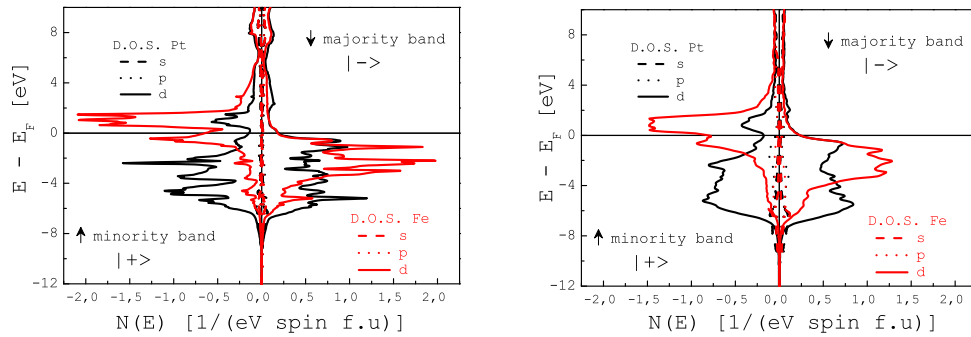 D.O.S. Pt
s
p
d
↓ majority band
|−>
↑ minority band
|+>
D.O.S. Fe
s
p
d
8
4
0
−4
−8
−12
E − E_F [eV]
−2,0 −1,5 −1,0 −0,5 0,0 0,5 1,0 1,5 2,0
N(E) [1/(eV spin f.u)]
D.O.S. Pt
s
p
d
↓ majority band
|−>
↑ minority band
|+>
D.O.S. Fe
s
p
d
8
4
0
−4
−8
−12
E − E_F [eV]
−2,0 −1,5 −1,0 −0,5 0,0 0,5 1,0 1,5 2,0
N(E) [1/(eV spin f.u)]